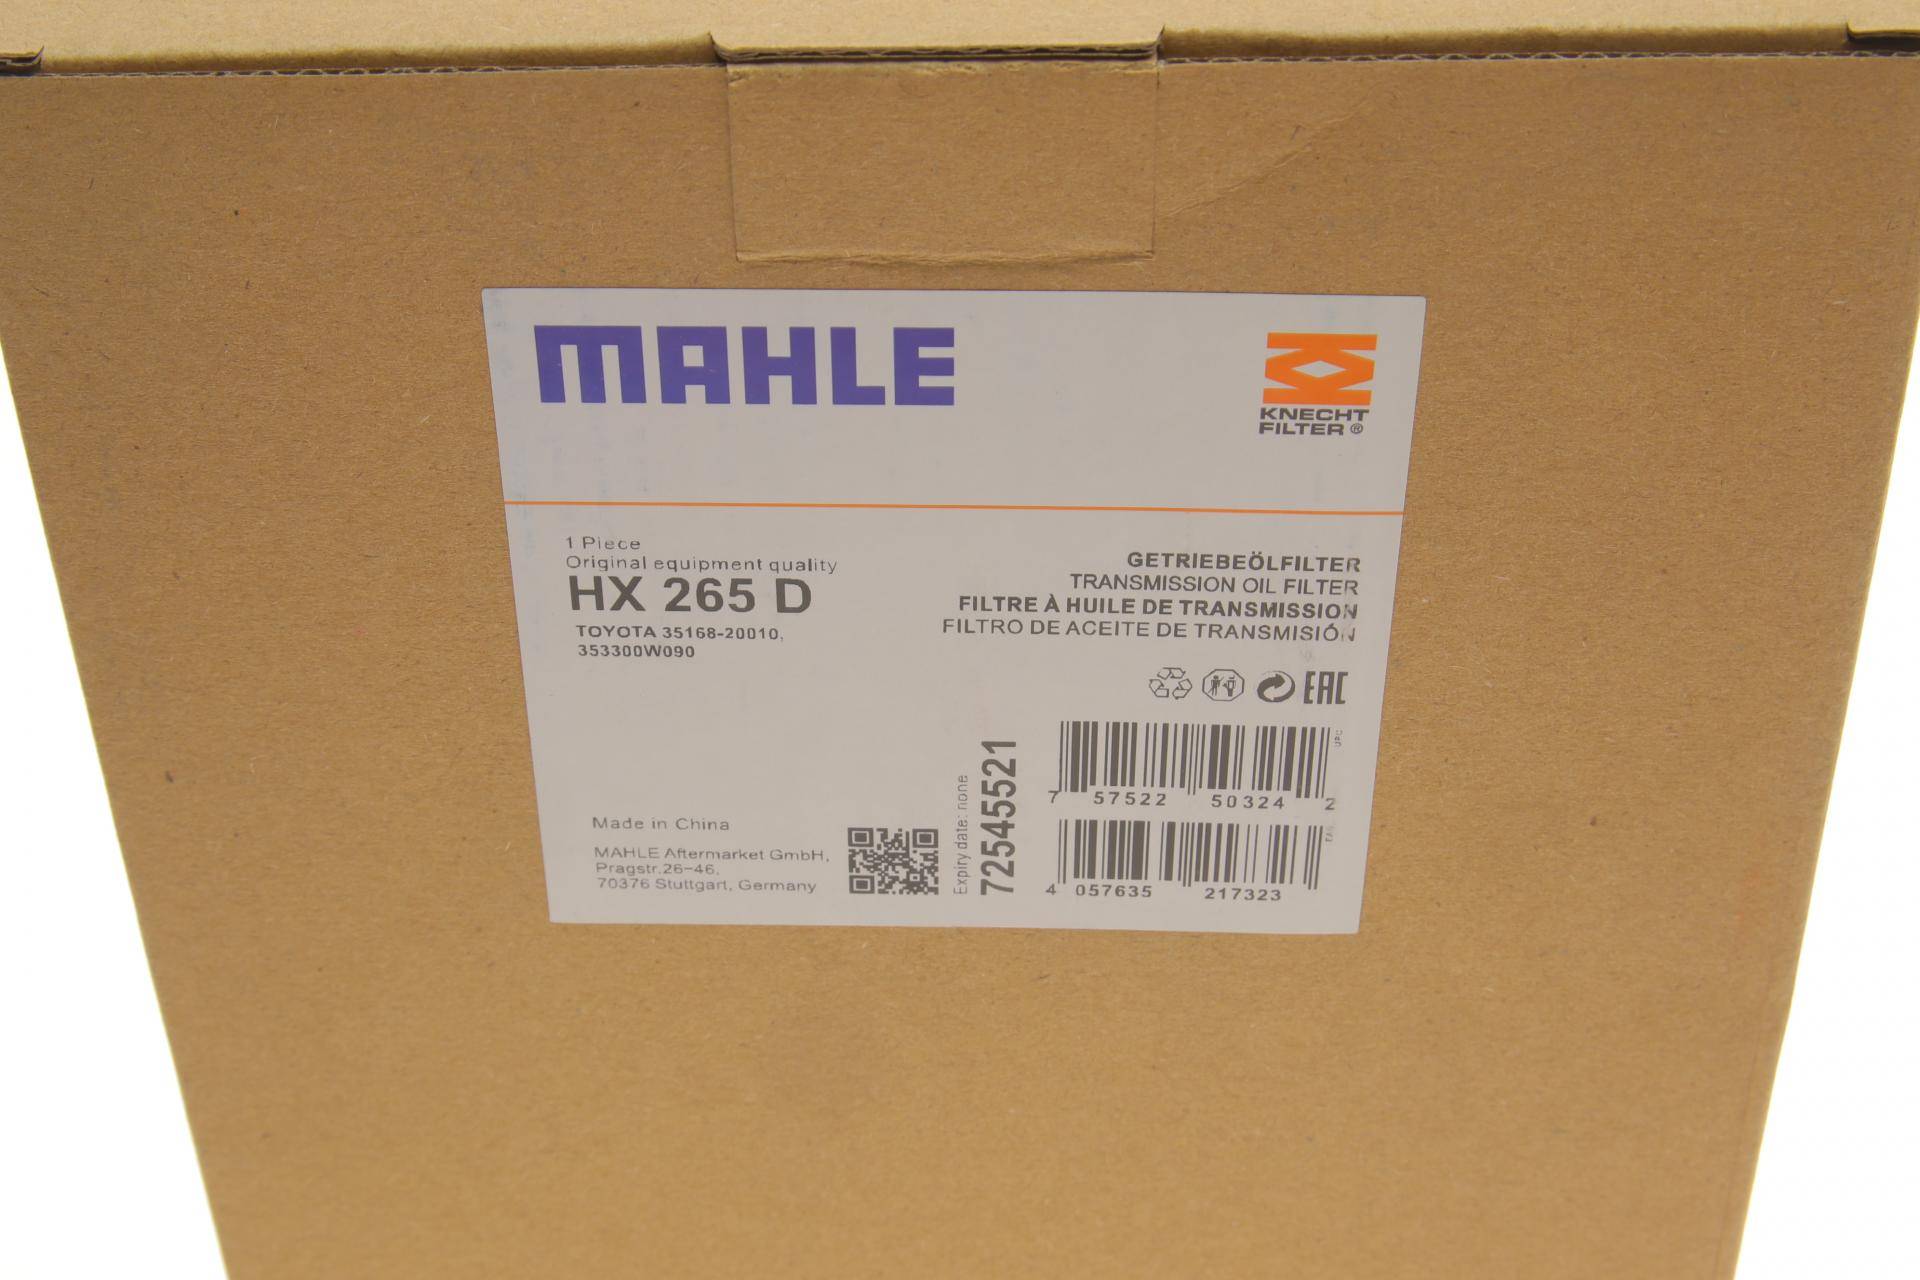 MAHLE
KNECHT
FILTER®
1 Piece
Original equipment quality
HX 265 D
TOYOTA 35168-20010,
353300W090
GETRIEBEÖLFILTER
TRANSMISSION OIL FILTER
FILTRE À HUILE DE TRANSMISSION
FILTRO DE ACEITE DE TRANSMISIÓN
EAC
Made in China
MAHLE Aftermarket GmbH,
Pragstr.26-46,
70376 Stuttgart, Germany
Expiry date: none
72545521
UPC
7 57522 50324 2
EAN
4 057635 217323